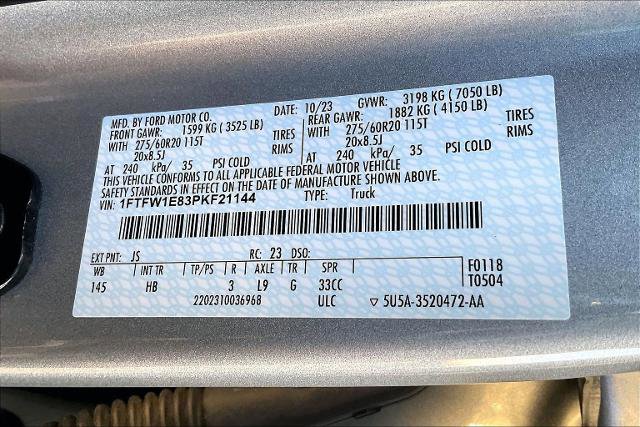 MFD. BY FORD MOTOR CO. DATE: 10/23 GVWR: 3198 KG ( 7050 LB)
FRONT GAWR: 1599 KG ( 3525 LB) REAR GAWR: 1882 KG ( 4150 LB)
WITH 275/60R20 115T TIRES WITH 275/60R20 115T TIRES
20x8.5J RIMS 20x8.5J RIMS
AT 240 kPa/ 35 PSI COLD AT 240 kPa/ 35 PSI COLD
THIS VEHICLE CONFORMS TO ALL APPLICABLE FEDERAL MOTOR VEHICLE
SAFETY STANDARDS IN EFFECT ON THE DATE OF MANUFACTURE SHOWN ABOVE.
VIN: 1FTFW1E83PKF21144 TYPE: Truck
EXT PNT: JS RC: 23 DSO: F0118
WB INT TR TP/PS R AXLE TR SPR T0504
145 HB 3 L9 G 33CC
2202310036968 ULC ▽ 5U5A-3520472-AA